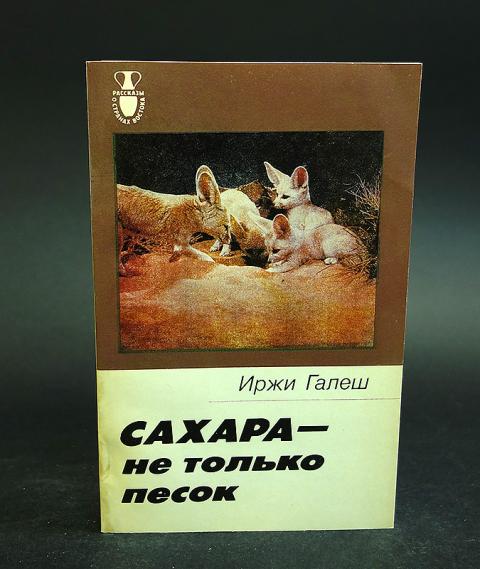 РАССКАЗЫ
О СТРАНАХ ВОСТОКА
Иржи Галеш
САХАРА—
не только
песок